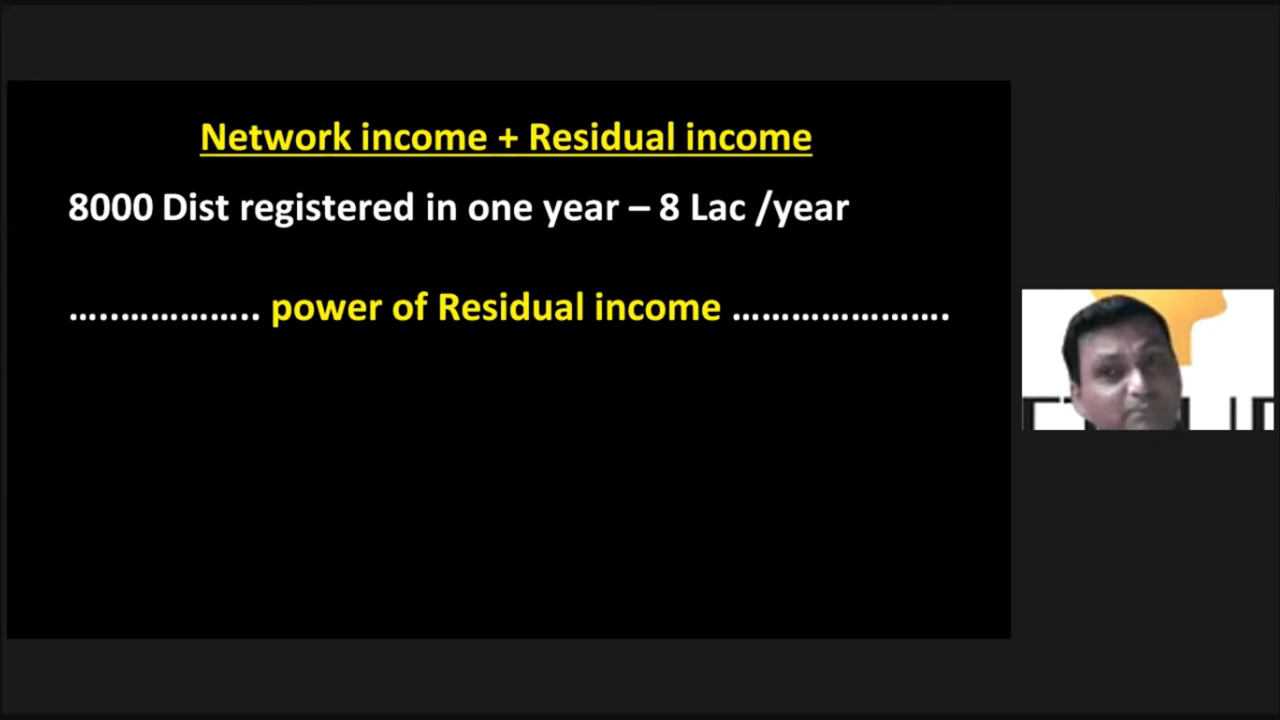 Network income + Residual income
8000 Dist registered in one year – 8 Lac /year
………………….. power of Residual income ………………….